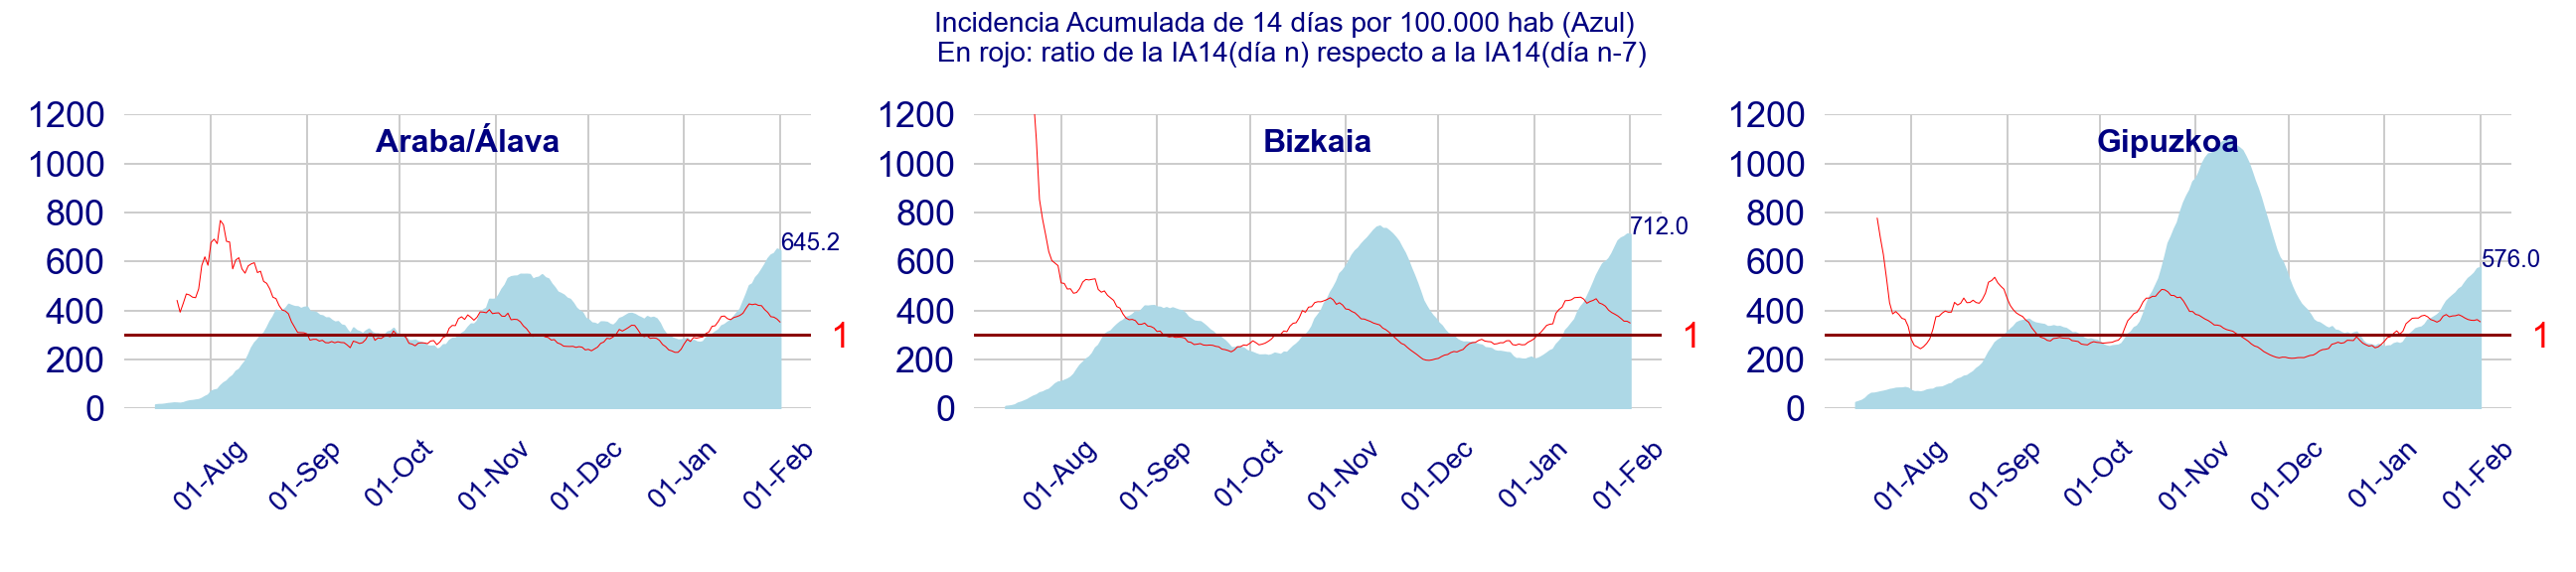 Incidencia Acumulada de 14 días por 100.000 hab (Azul)
En rojo: ratio de la IA14(día n) respecto a la IA14(día n-7)
Araba/Álava
1200
1000
800
600
400
200
0
645.2
1
01-Aug
01-Sep
01-Oct
01-Nov
01-Dec
01-Jan
01-Feb
Bizkaia
1200
1000
800
600
400
200
0
712.0
1
01-Aug
01-Sep
01-Oct
01-Nov
01-Dec
01-Jan
01-Feb
Gipuzkoa
1200
1000
800
600
400
200
0
576.0
1
01-Aug
01-Sep
01-Oct
01-Nov
01-Dec
01-Jan
01-Feb